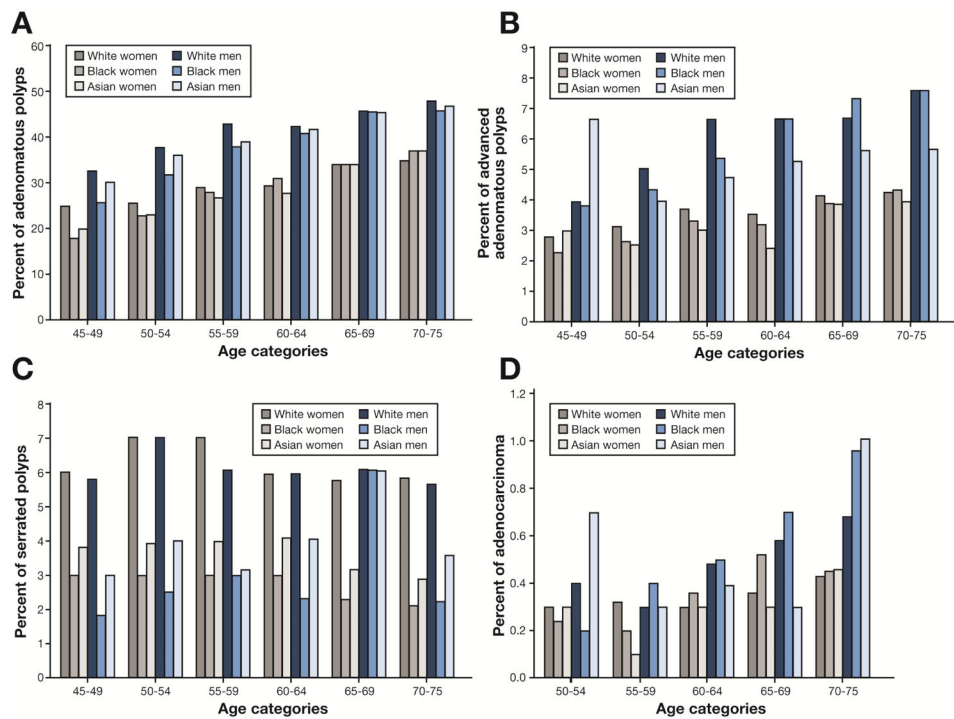 A
Percent of adenomatous polyps
60
50
40
30
20
10
0
White women
Black women
Asian women
White men
Black men
Asian men
45-49
50-54
55-59
60-64
65-69
70-75
Age categories
B
Percent of advanced
adenomatous polyps
9
8
7
6
5
4
3
2
1
0
White women
Black women
Asian women
White men
Black men
Asian men
45-49
50-54
55-59
60-64
65-69
70-75
Age categories
C
Percent of serrated polyps
8
7
6
5
4
3
2
1
0
White women
Black women
Asian women
White men
Black men
Asian men
45-49
50-54
55-59
60-64
65-69
70-75
Age categories
D
Percent of adenocarcinoma
1.2
1.0
0.8
0.6
0.4
0.2
0.0
White women
Black women
Asian women
White men
Black men
Asian men
50-54
55-59
60-64
65-69
70-75
Age categories